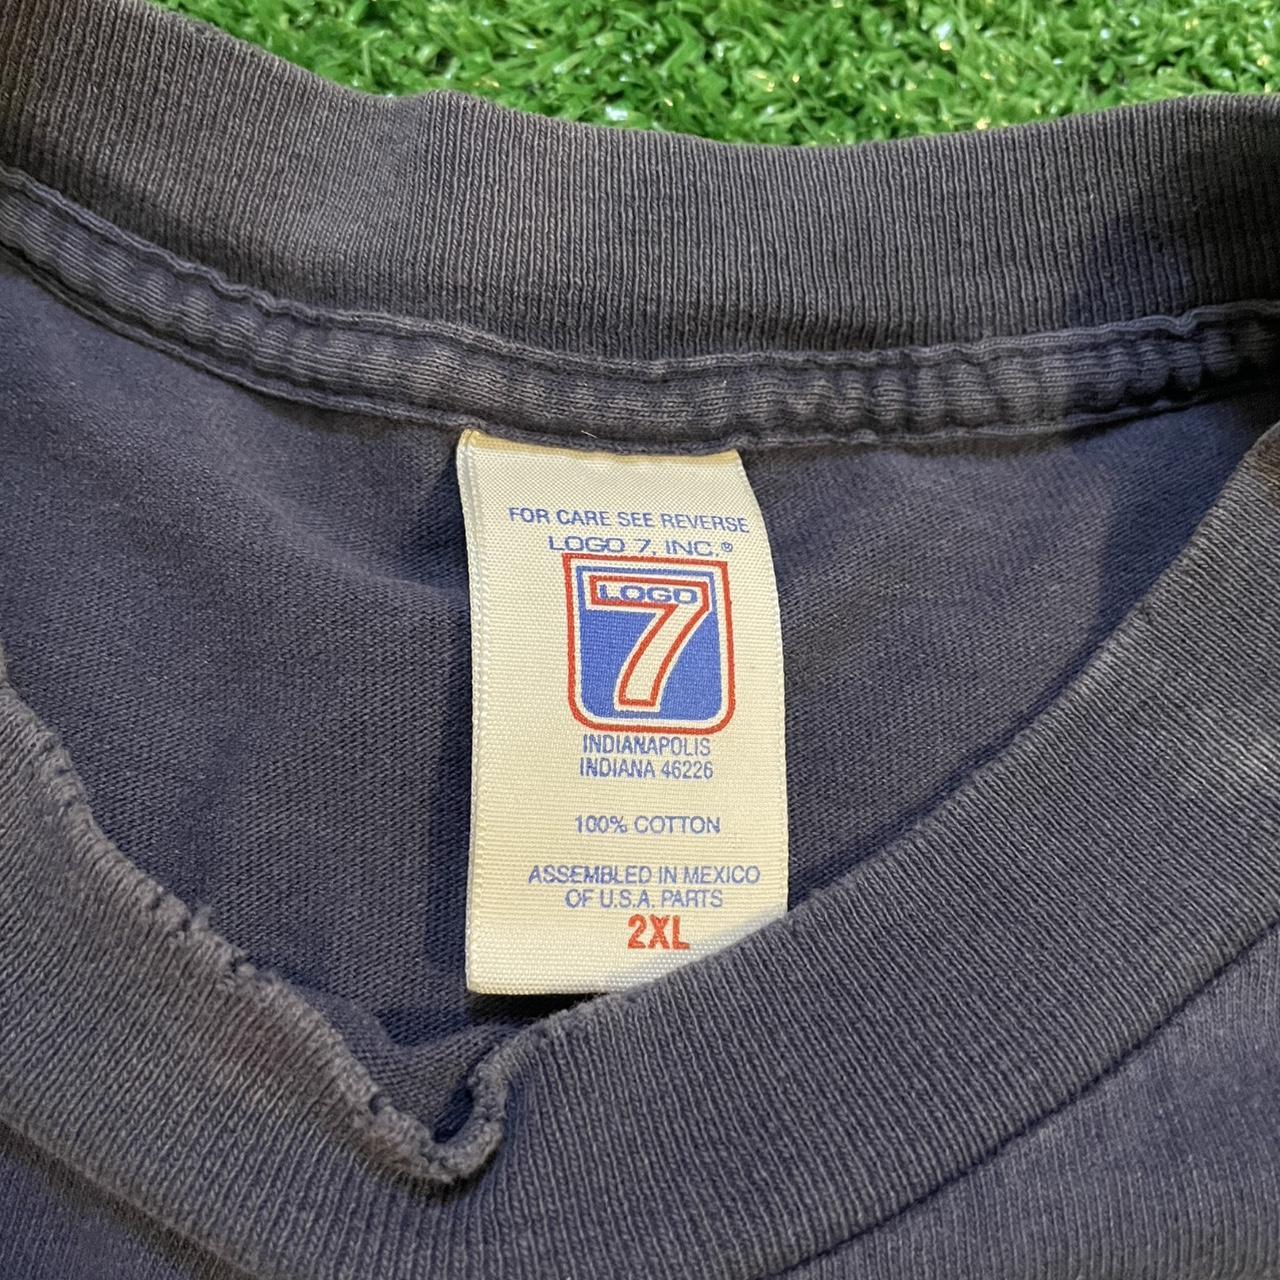 FOR CARE SEE REVERSE
LOGO 7, INC.®
LOGO
7
INDIANAPOLIS
INDIANA 46226
100% COTTON
ASSEMBLED IN MEXICO
OF U.S.A. PARTS
2XL